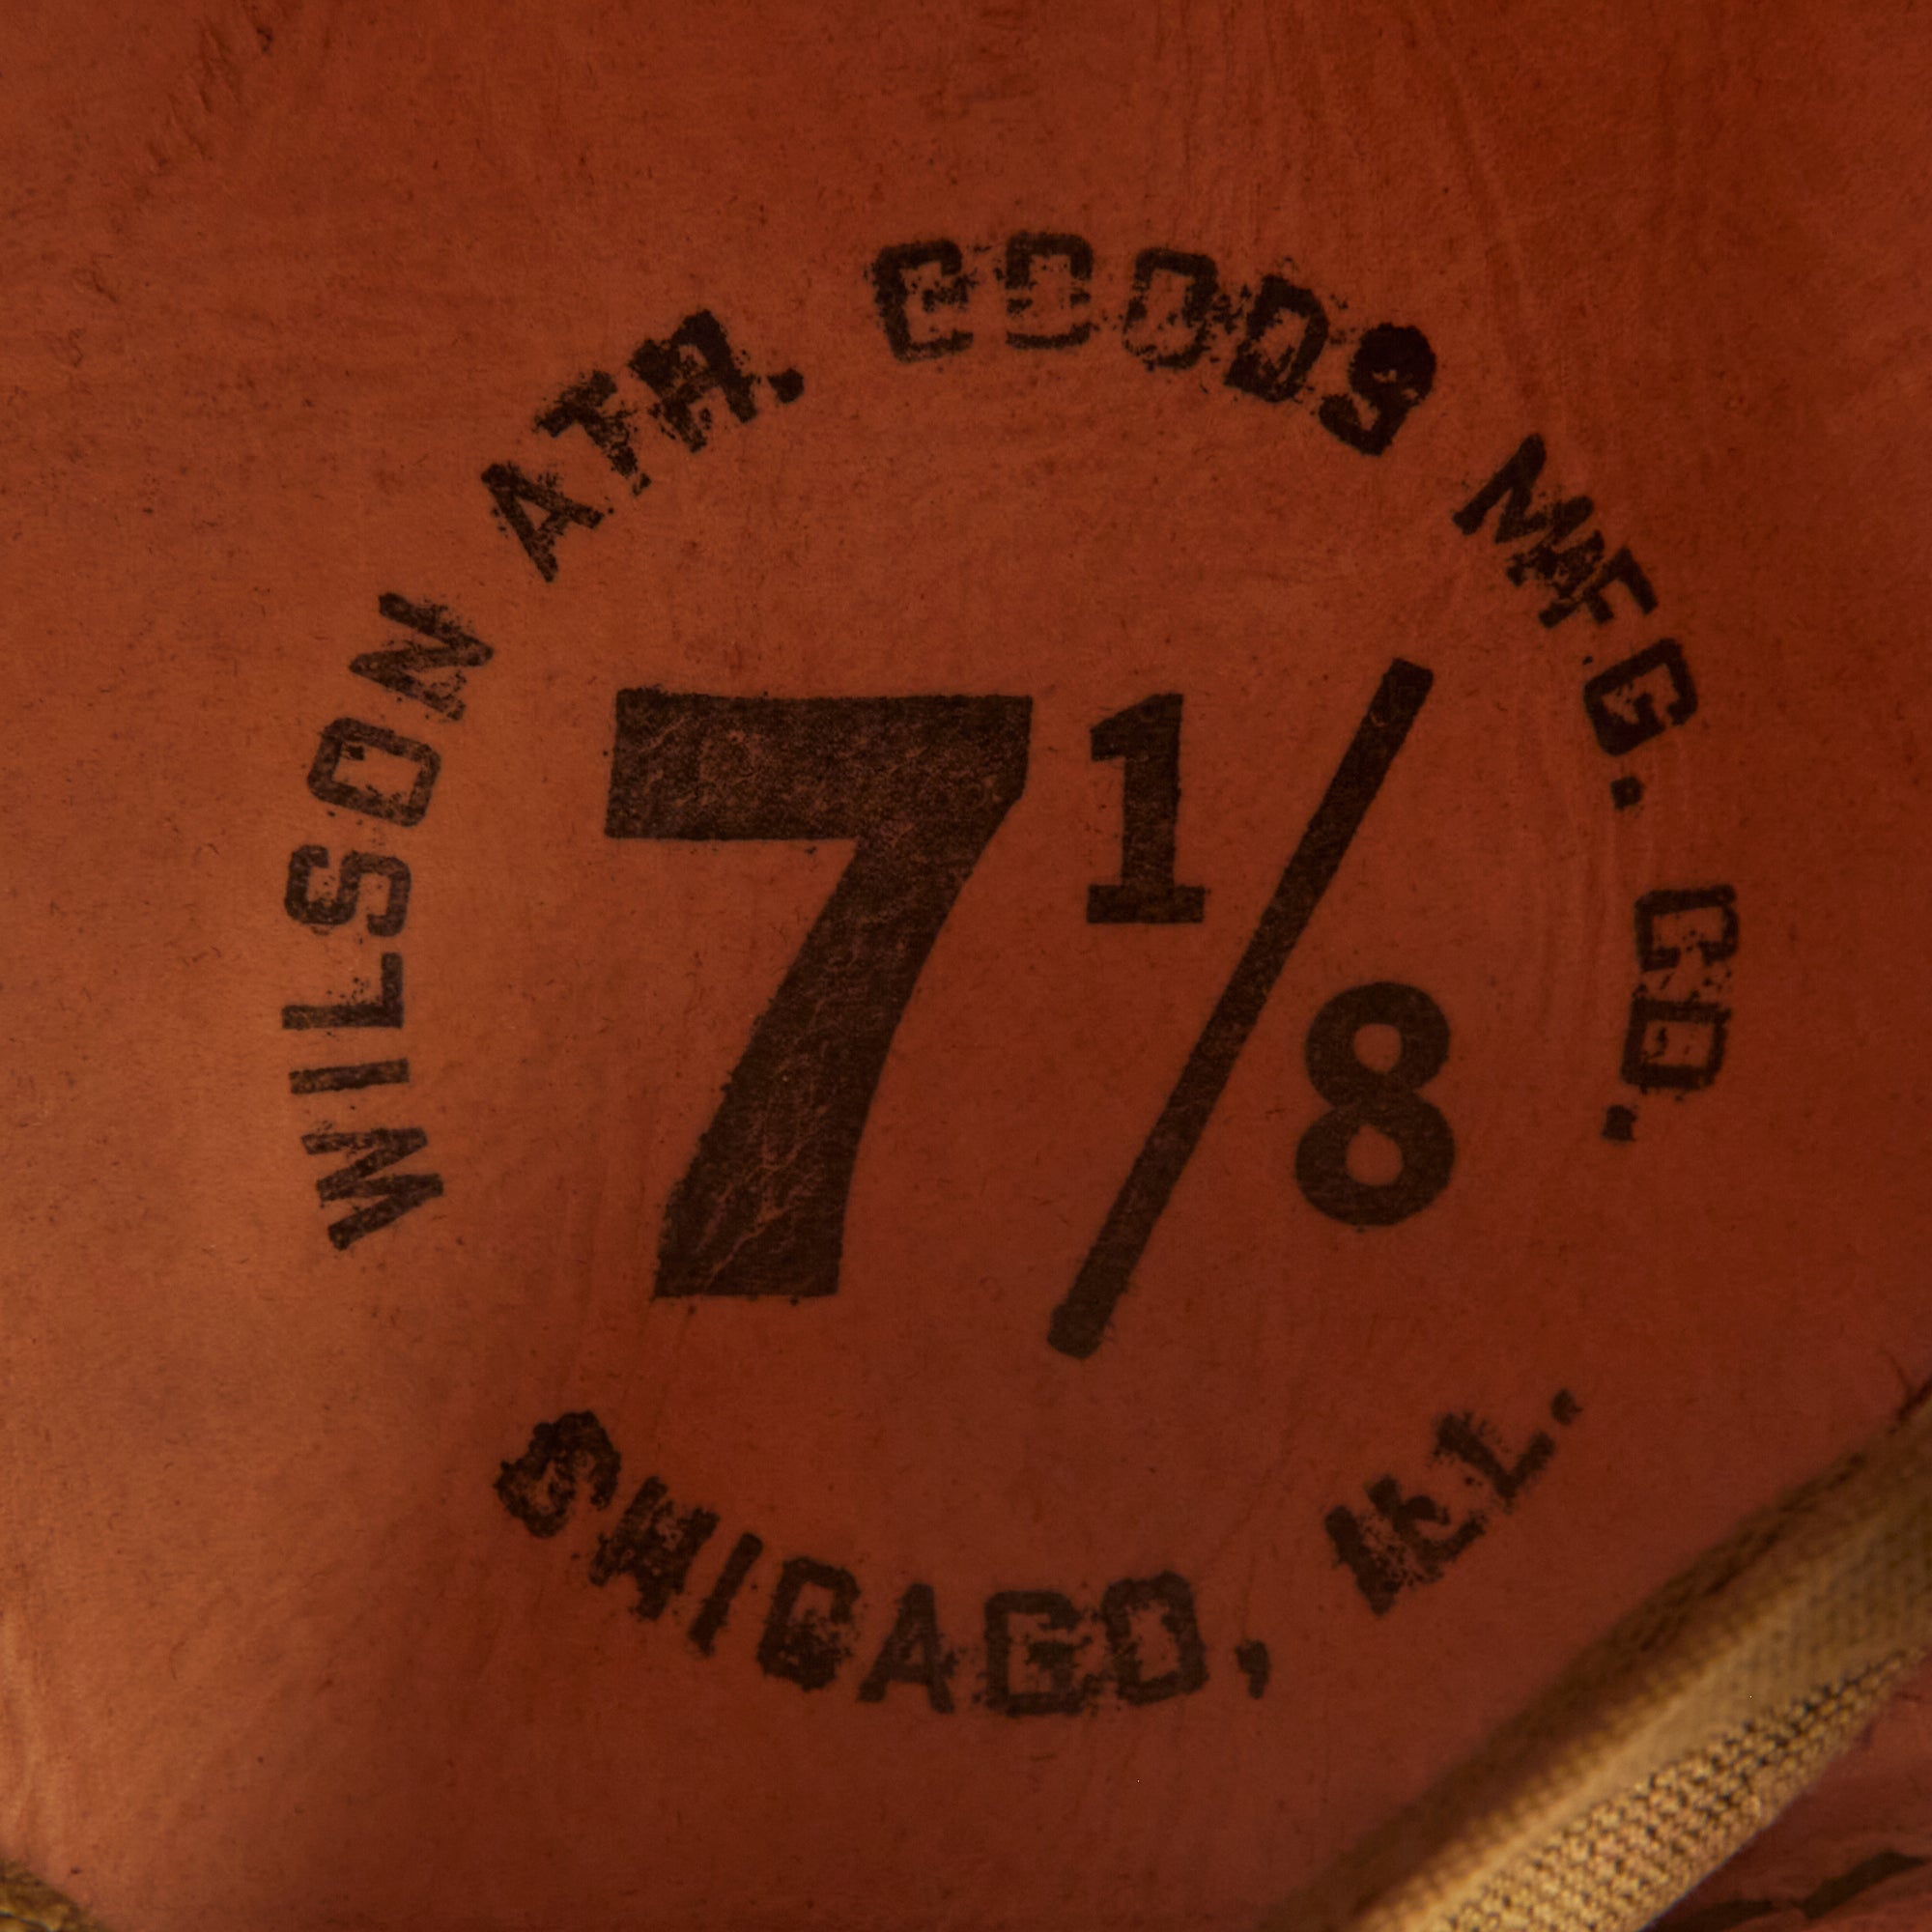 WILSON ATH. GOODS MFG. CO.
7 1/8
CHICAGO, ILL.